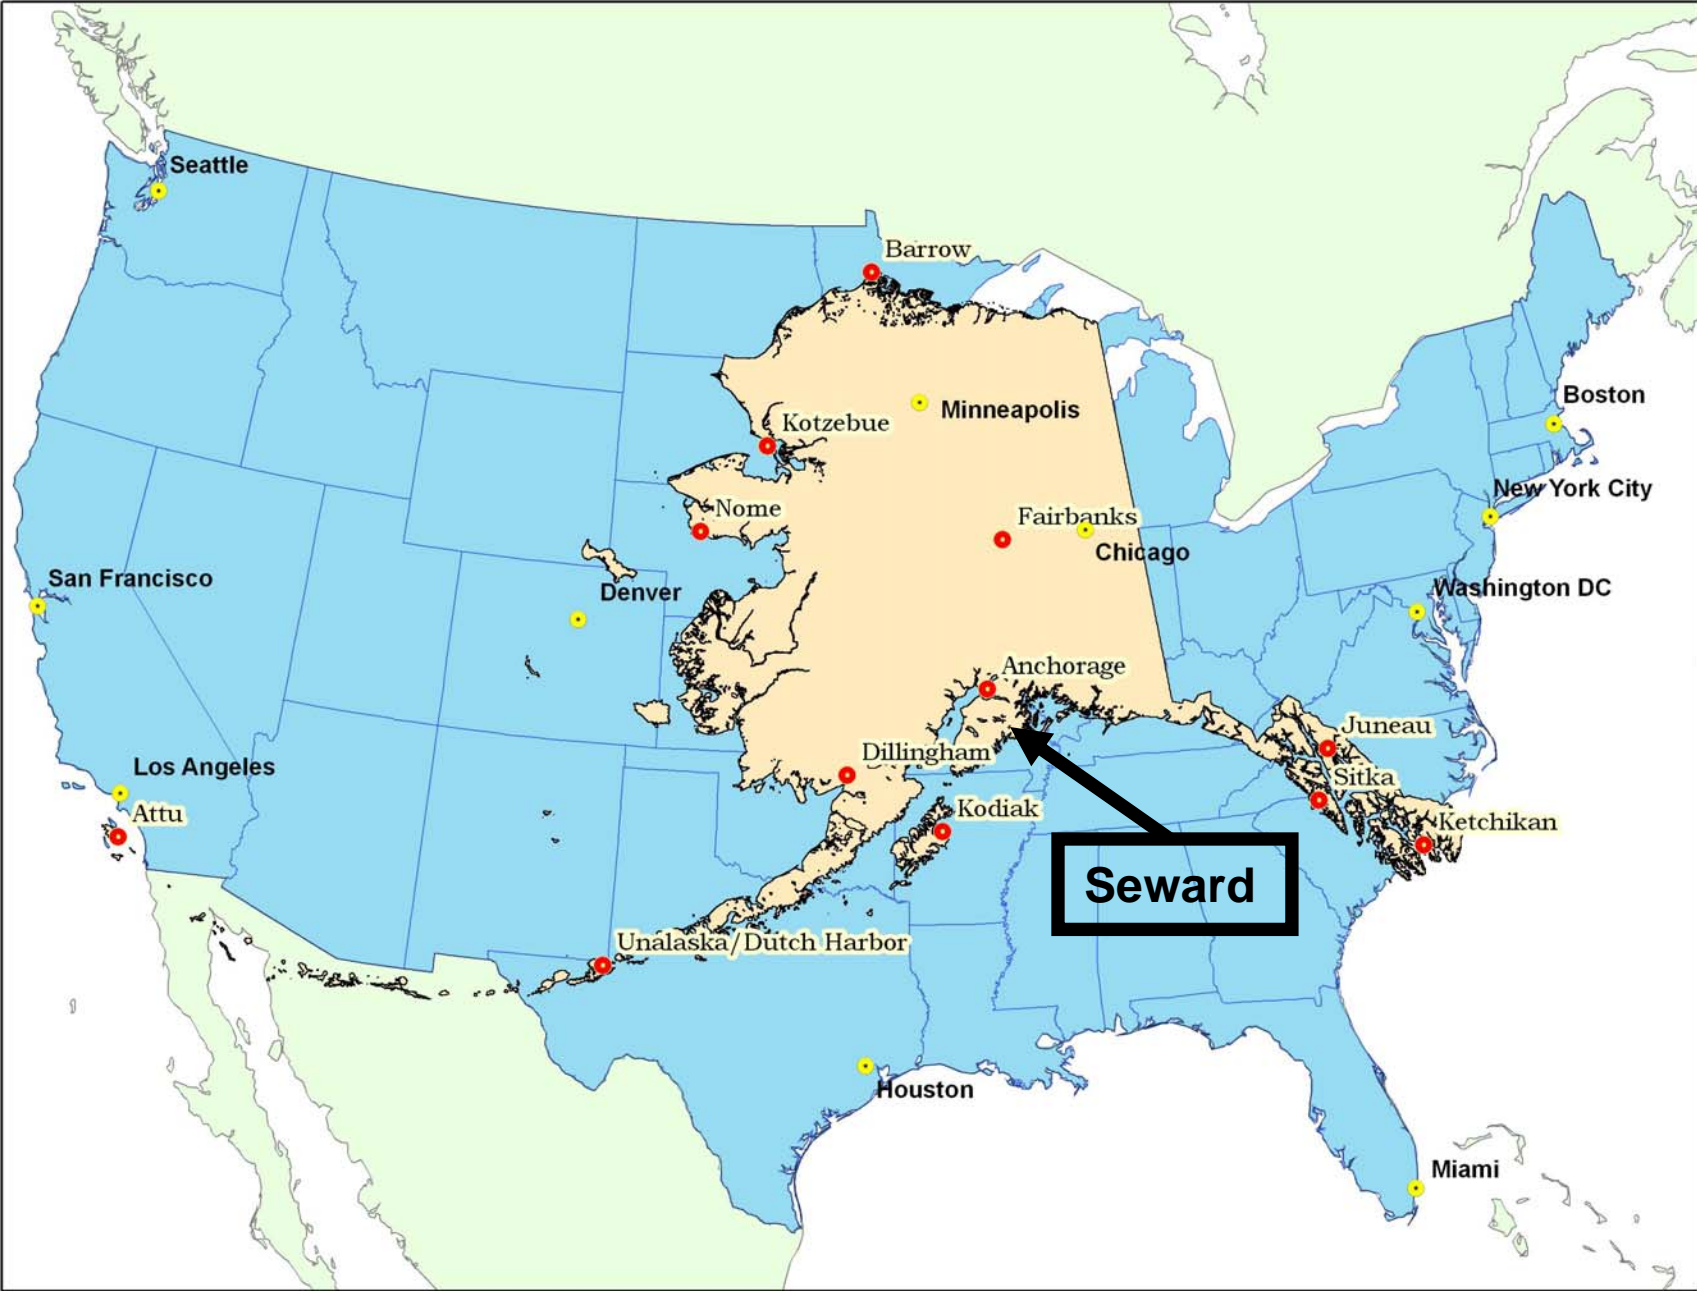 Seattle
Barrow
Boston
Minneapolis
Kotzebue
New York City
Nome
Fairbanks
Chicago
San Francisco
Denver
Washington DC
Anchorage
Juneau
Dillingham
Los Angeles
Sitka
Attu
Kodiak
Ketchikan
Seward
Unalaska/Dutch Harbor
Houston
Miami